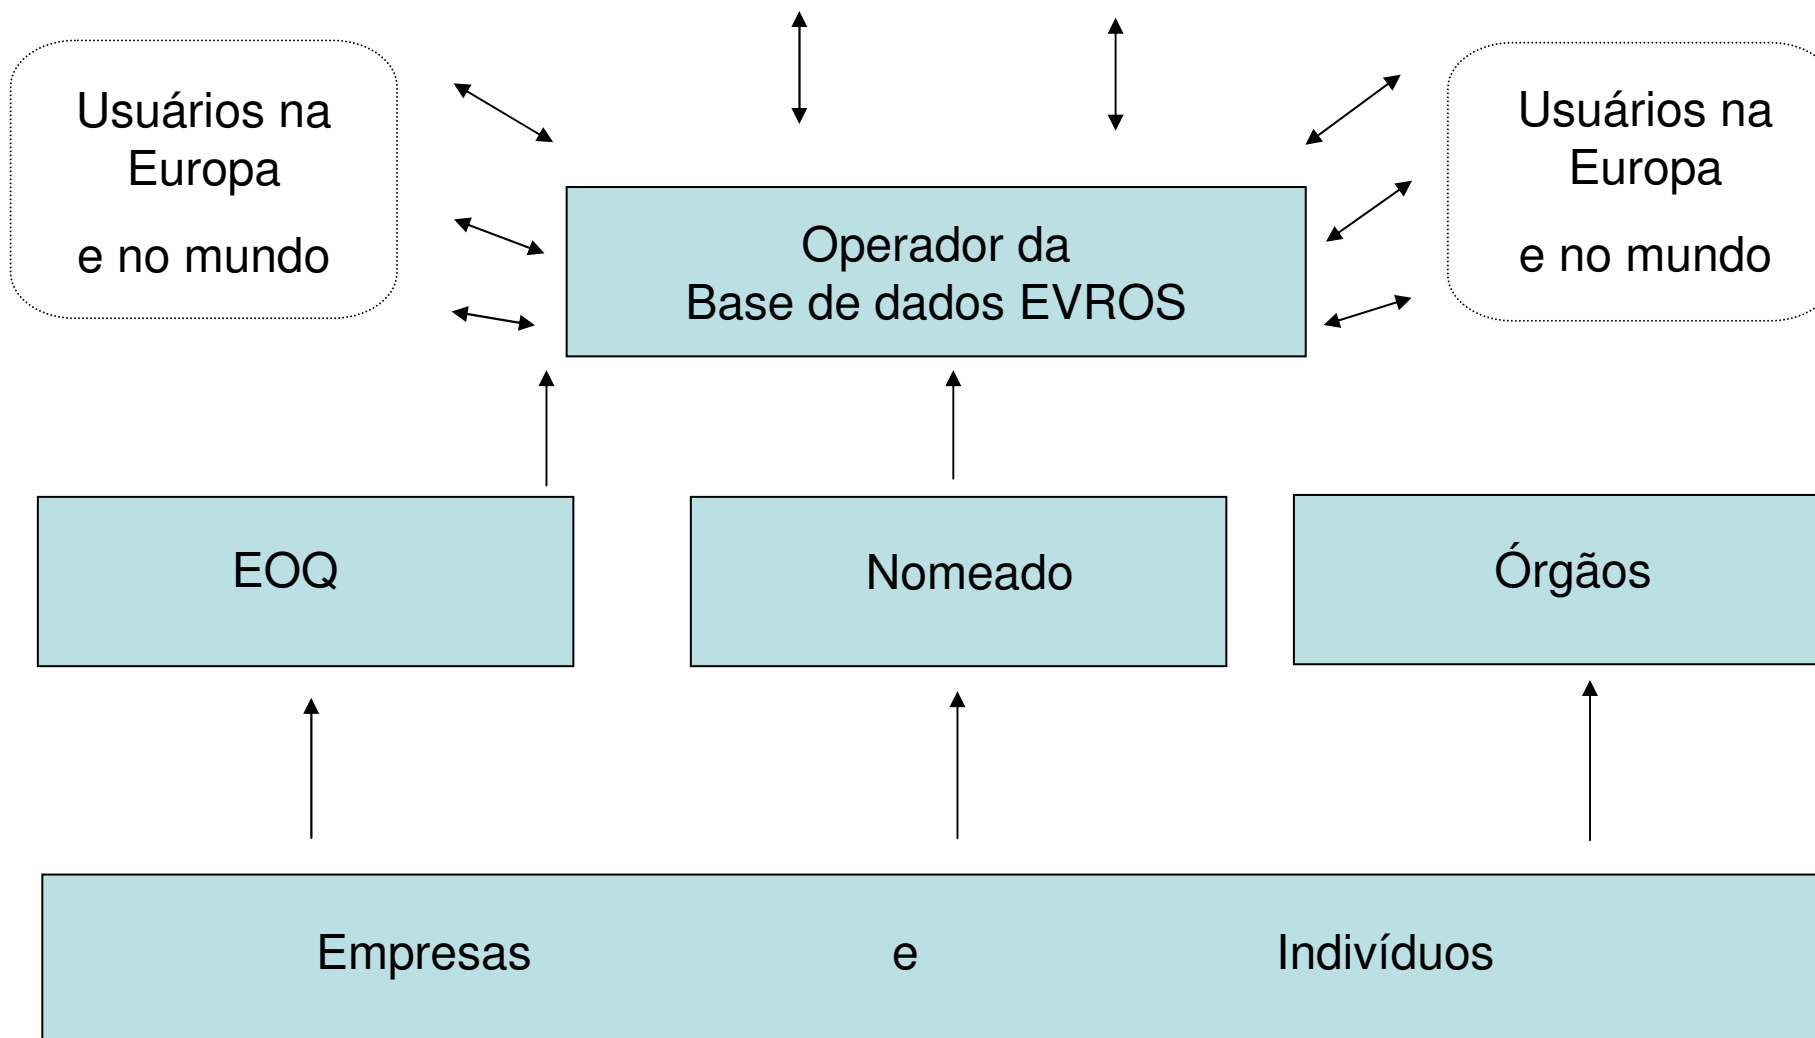 Usuários na
Europa
e no mundo
Usuários na
Europa
e no mundo
Operador da
Base de dados EVROS
EOQ
Nomeado
Órgãos
Empresas e Indivíduos